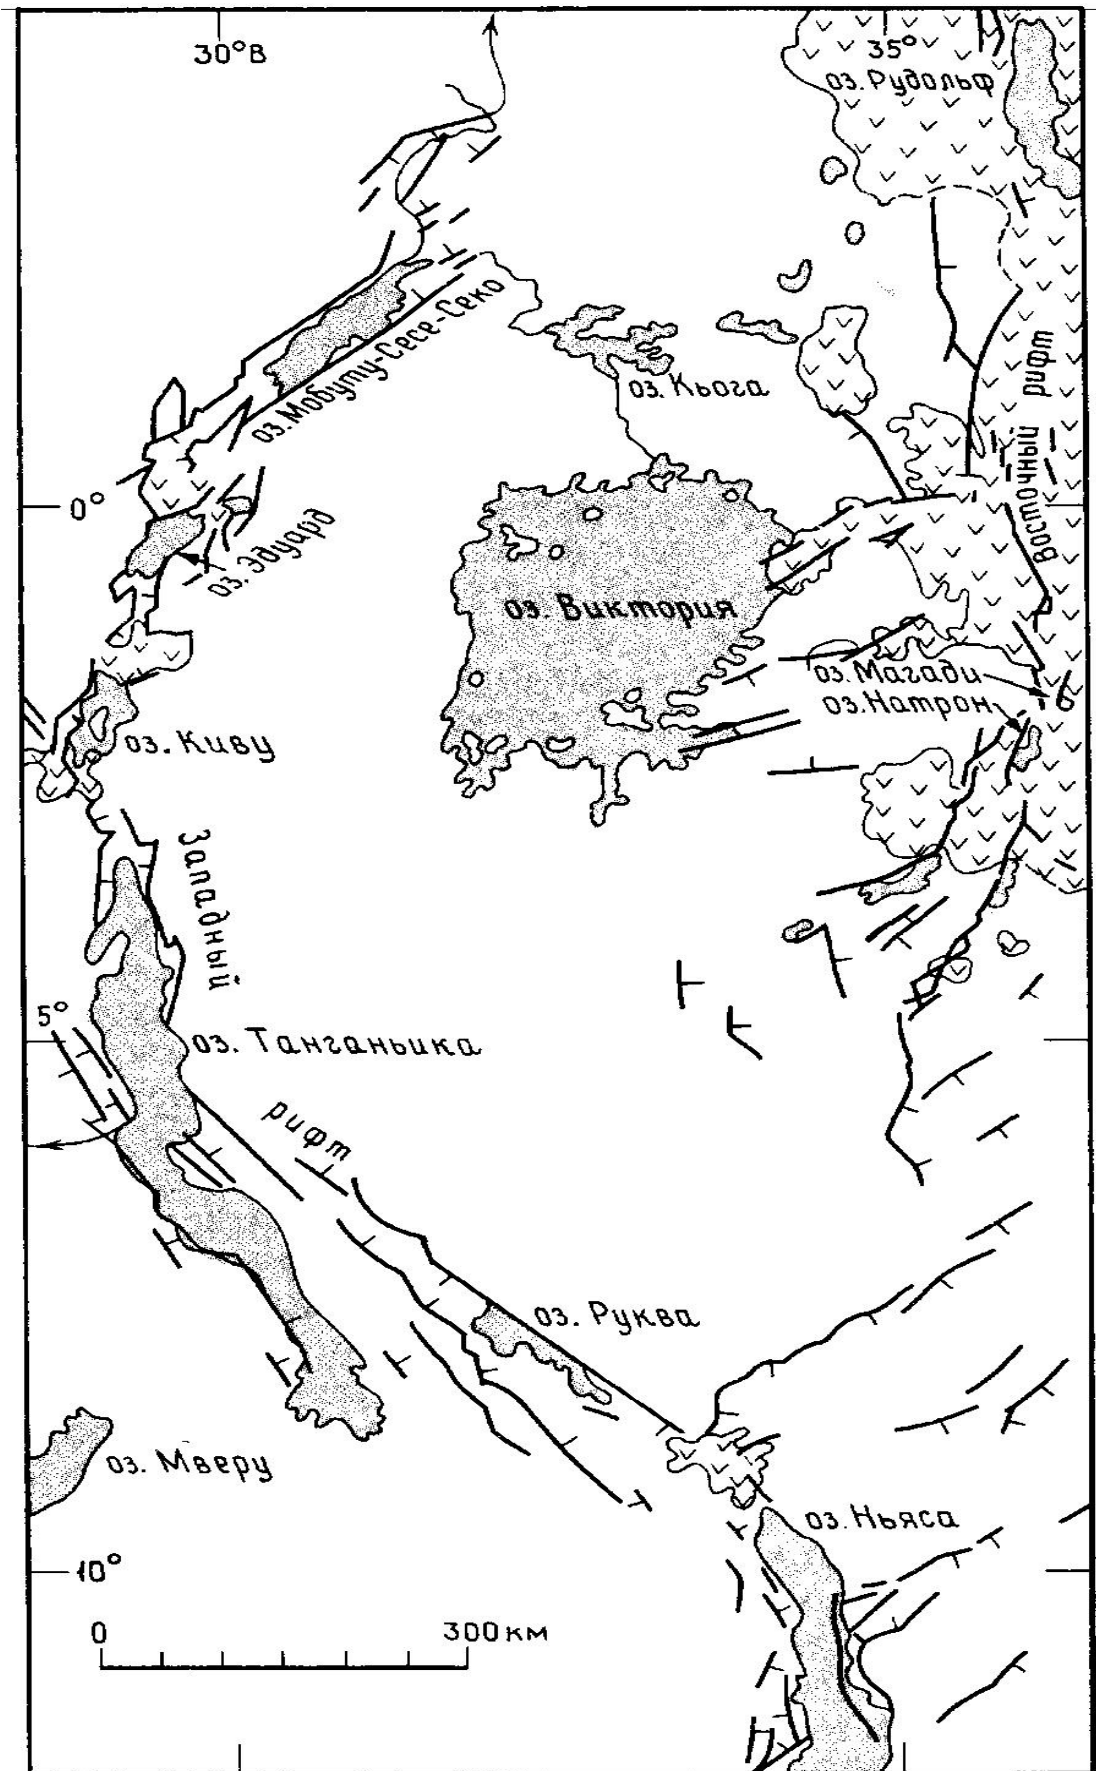 30°В
35°
оз. Рудольф
оз. Мобуту-Сесе-Секо
оз. Кьога
Восточный рифт
0°
оз. Эдуард
оз. Виктория
оз. Магади
оз. Натрон
оз. Киву
Западный
5°
оз. Танганьика
рифт
оз. Руква
оз. Мверу
оз. Ньяса
10°
0
300 км